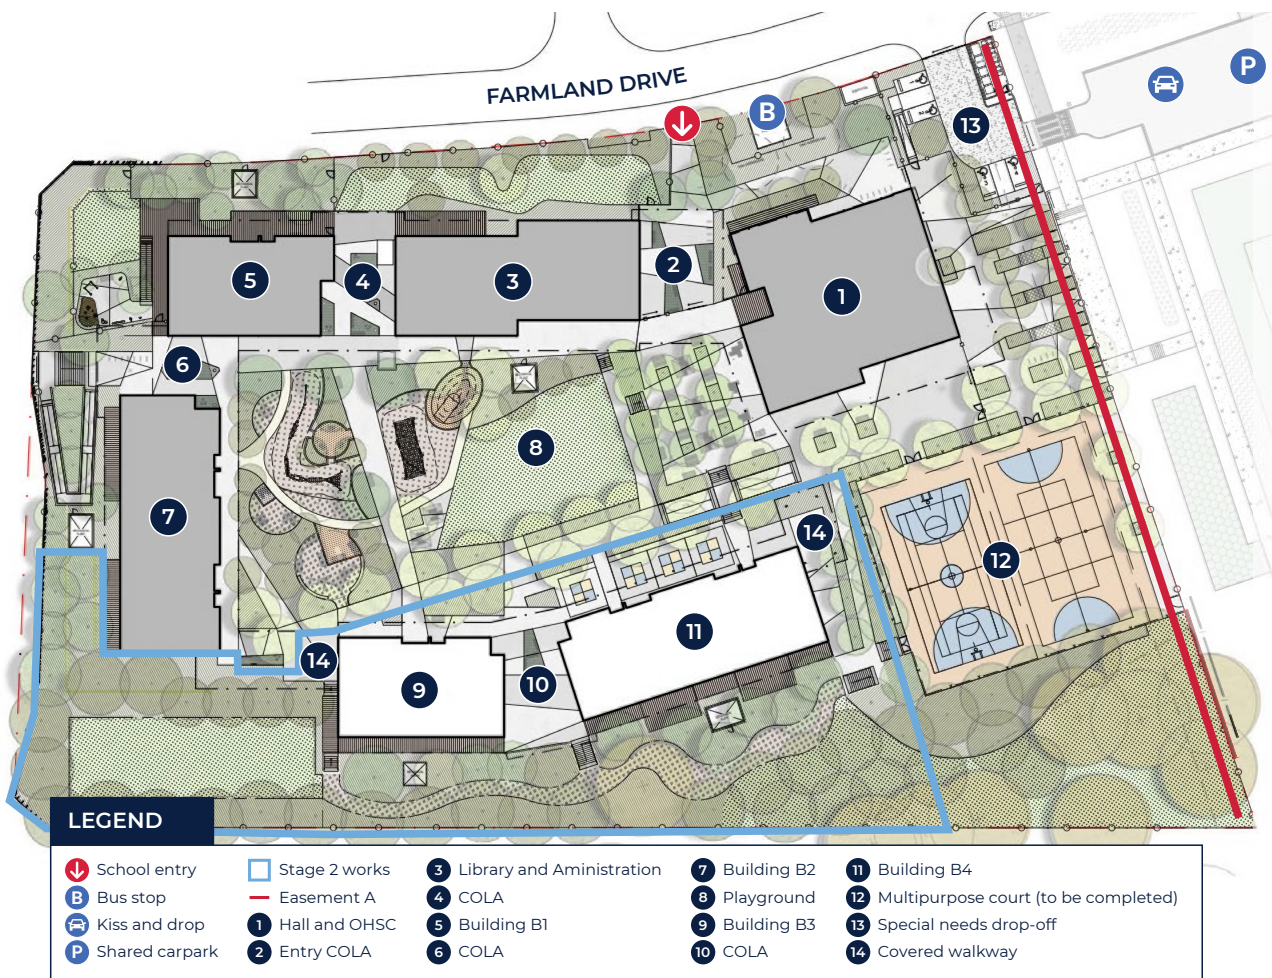 FARMLAND DRIVE
B
P
13
5
4
3
2
1
6
8
7
14
12
11
14
9
10
LEGEND
School entry
B Bus stop
Kiss and drop
P Shared carpark
Stage 2 works
Easement A
1 Hall and OHSC
2 Entry COLA
3 Library and Aministration
4 COLA
5 Building B1
6 COLA
7 Building B2
8 Playground
9 Building B3
10 COLA
11 Building B4
12 Multipurpose court (to be completed)
13 Special needs drop-off
14 Covered walkway